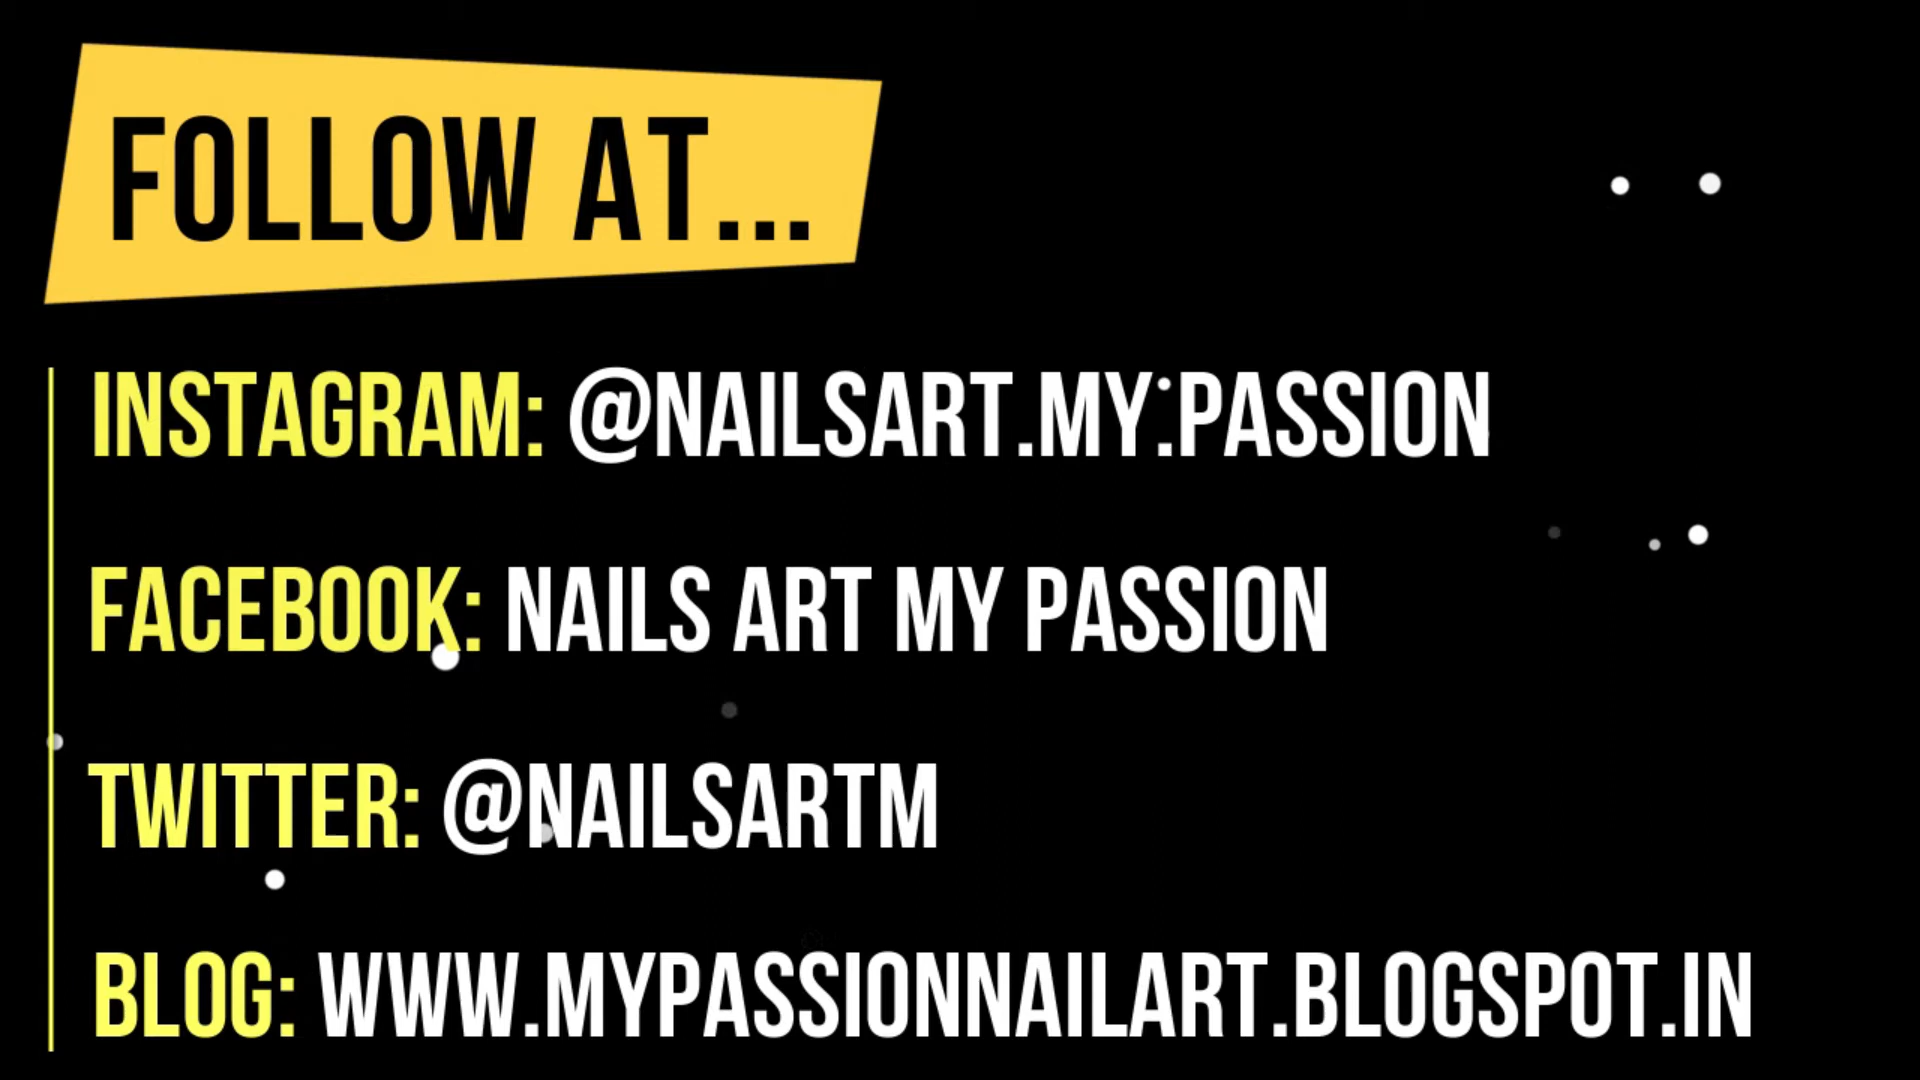 FOLLOW AT...
INSTAGRAM: @NAILSART.MY.PASSION
FACEBOOK: NAILS ART MY PASSION
TWITTER: @NAILSARTM
BLOG: WWW.MYPASSIONNAILART.BLOGSPOT.IN